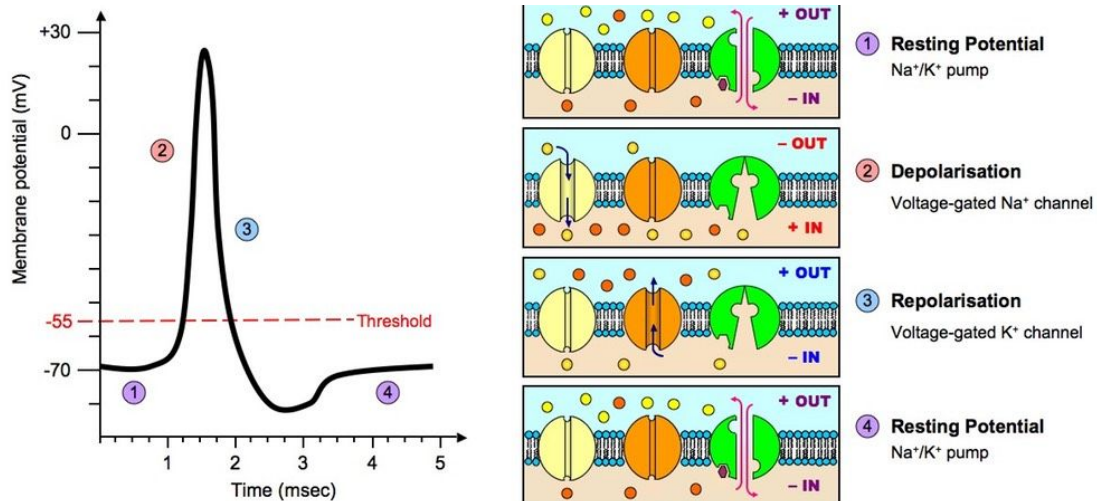 +30
0
-55
-70
Membrane potential (mV)
Threshold
1
2
3
4
1
2
3
4
5
Time (msec)
+ OUT
– IN
1 Resting Potential
Na⁺/K⁺ pump
– OUT
+ IN
2 Depolarisation
Voltage-gated Na⁺ channel
+ OUT
– IN
3 Repolarisation
Voltage-gated K⁺ channel
+ OUT
– IN
4 Resting Potential
Na⁺/K⁺ pump